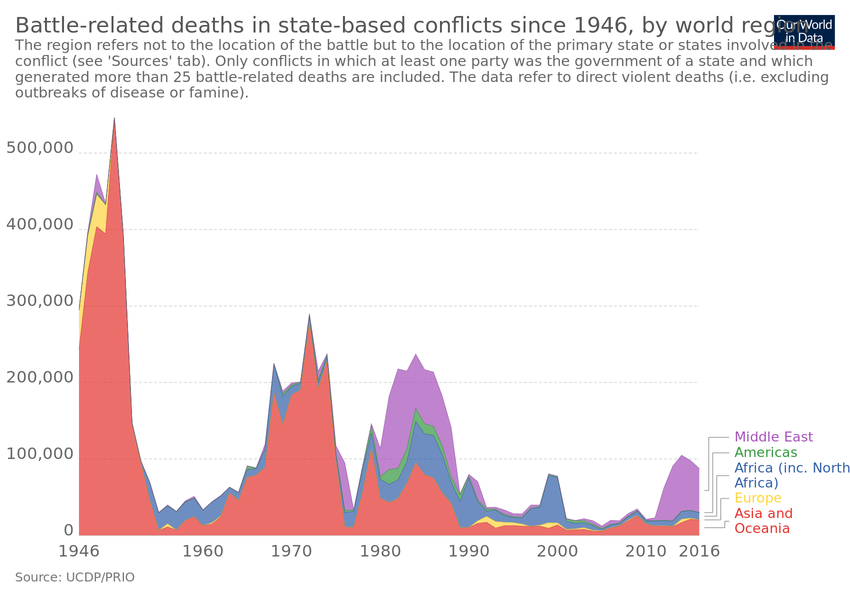 Battle-related deaths in state-based conflicts since 1946, by world region
Our World
in Data
The region refers not to the location of the battle but to the location of the primary state or states involved in the
conflict (see 'Sources' tab). Only conflicts in which at least one party was the government of a state and which
generated more than 25 battle-related deaths are included. The data refer to direct violent deaths (i.e. excluding
outbreaks of disease or famine).
500,000
400,000
300,000
200,000
100,000
0
Middle East
Americas
Africa (inc. North
Africa)
Europe
Asia and
Oceania
1946 1960 1970 1980 1990 2000 2010 2016
Source: UCDP/PRIO